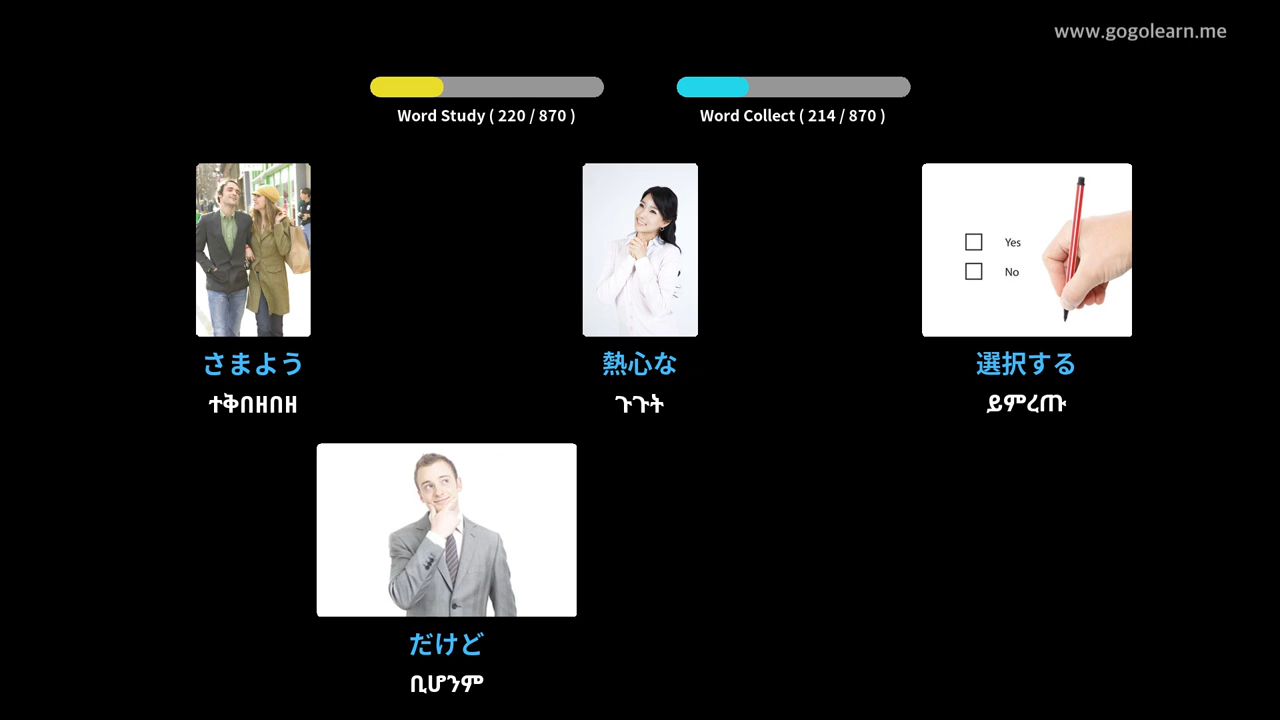 www.gogolearn.me
Word Study ( 220 / 870 )
Word Collect ( 214 / 870 )
Yes
No
さまよう
熱心な
選択する
ተቅበዘበዘ
ጉጉት
ይምረጡ
だけど
ቢሆንም